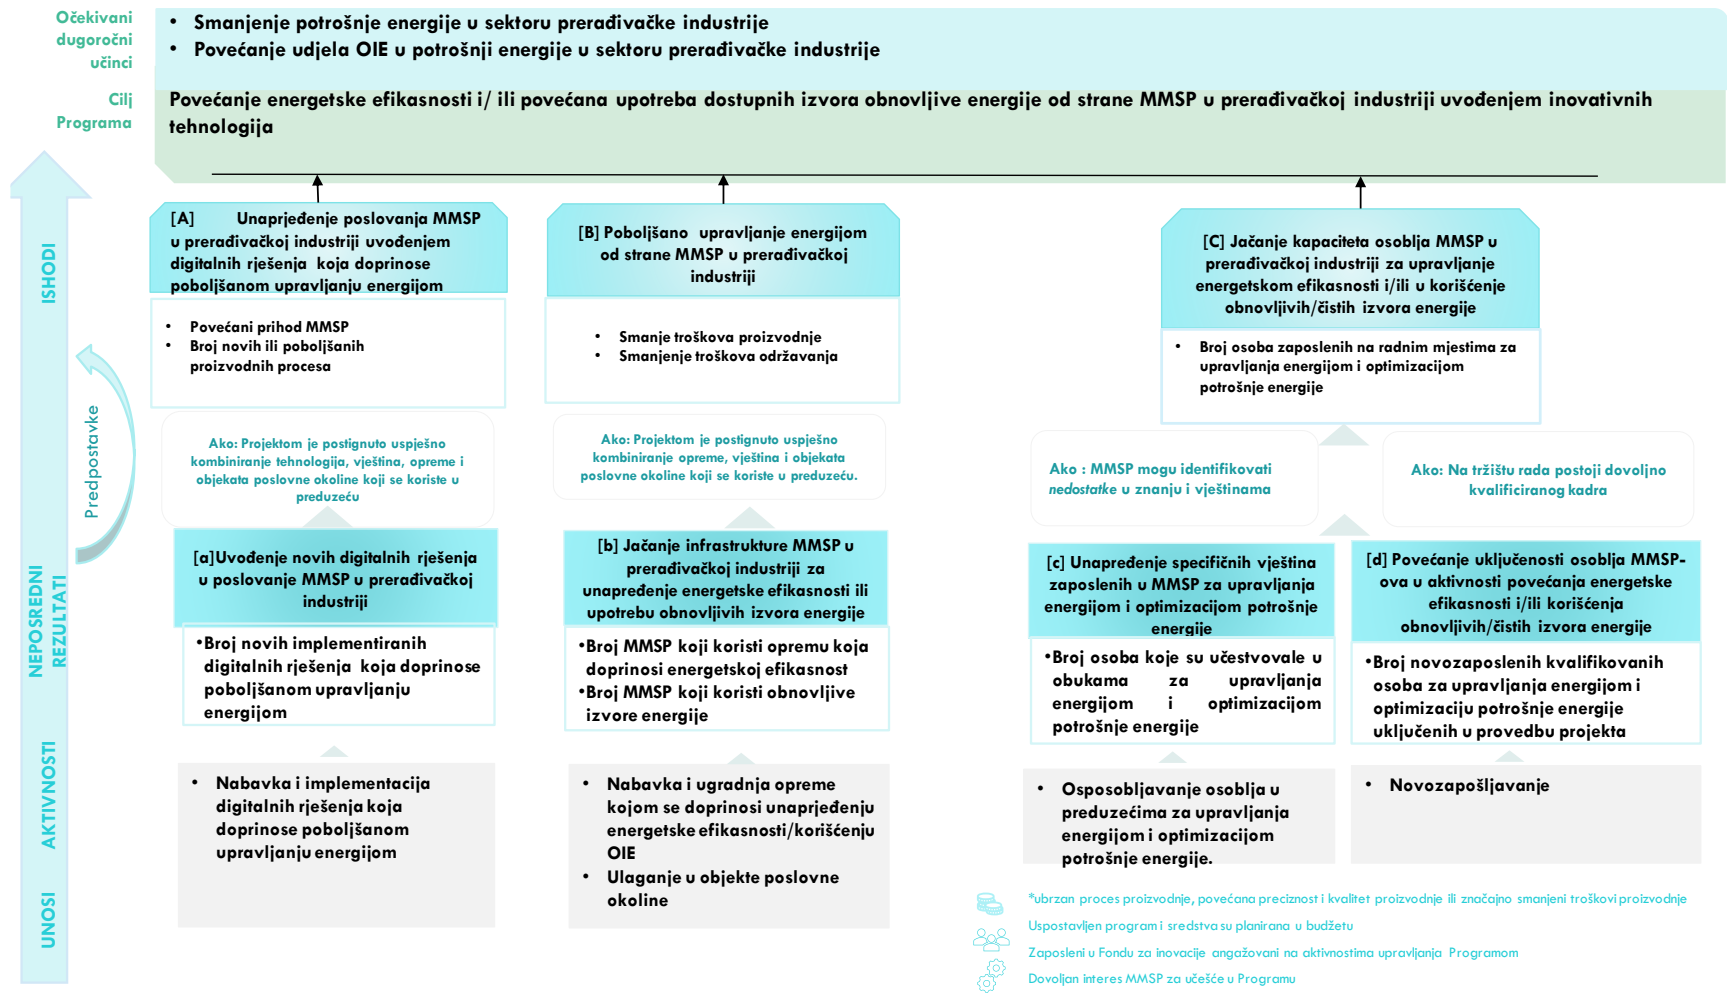 Očekivani
dugoročni
učinci
• Smanjenje potrošnje energije u sektoru prerađivačke industrije
• Povećanje udjela OIE u potrošnji energije u sektoru prerađivačke industrije
Cilj
Programa
Povećanje energetske efikasnosti i/ ili povećana upotreba dostupnih izvora obnovljive energije od strane MMSP u prerađivačkoj industriji uvođenjem inovativnih
tehnologija
ISHODI
[A] Unaprjeđenje poslovanja MMSP
u prerađivačkoj industriji uvođenjem
digitalnih rješenja koja doprinose
poboljšanom upravljanju energijom
• Povećani prihod MMSP
• Broj novih ili poboljšanih
proizvodnih procesa
[B] Poboljšano upravljanje energijom
od strane MMSP u prerađivačkoj
industriji
• Smanje troškova proizvodnje
• Smanjenje troškova održavanja
[C] Jačanje kapaciteta osoblja MMSP u
prerađivačkoj industriji za upravljanje
energetskom efikasnosti i/ili u korišćenje
obnovljivih/čistih izvora energije
• Broj osoba zaposlenih na radnim mjestima za
upravljanja energijom i optimizacijom
potrošnje energije
Predpostavke
Ako: Projektom je postignuto uspješno
kombiniranje tehnologija, vještina, opreme i
objekata poslovne okoline koji se koriste u
preduzeću
Ako: Projektom je postignuto uspješno
kombiniranje opreme, vještina i objekata
poslovne okoline koji se koriste u preduzeću.
Ako : MMSP mogu identifikovati
nedostatke u znanju i vještinama
Ako: Na tržištu rada postoji dovoljno
kvalificiranog kadra
NEPOSREDNI
REZULTATI
[a]Uvođenje novih digitalnih rješenja
u poslovanje MMSP u prerađivačkoj
industriji
•Broj novih implementiranih
digitalnih rješenja koja doprinose
poboljšanom upravljanju
energijom
[b] Jačanje infrastrukture MMSP u
prerađivačkoj industriji za
unapređenje energetske efikasnosti ili
upotrebu obnovljivih izvora energije
•Broj MMSP koji koristi opremu koja
doprinosi energetskoj efikasnost
•Broj MMSP koji koristi obnovljive
izvore energije
[c] Unapređenje specifičnih vještina
zaposlenih u MMSP za upravljanja
energijom i optimizacijom potrošnje
energije
•Broj osoba koje su učestvovale u
obukama za upravljanja
energijom i optimizacijom
potrošnje energije
[d] Povećanje uključenosti osoblja MMSP-
ova u aktivnosti povećanja energetske
efikasnosti i/ili korišćenja
obnovljivih/čistih izvora energije
•Broj novozaposlenih kvalifikovanih
osoba za upravljanja energijom i
optimizaciju potrošnje energije
uključenih u provedbu projekta
AKTIVNOSTI
• Nabavka i implementacija
digitalnih rješenja koja
doprinose poboljšanom
upravljanju energijom
• Nabavka i ugradnja opreme
kojom se doprinosi unaprjeđenju
energetske efikasnosti/korišćenju
OIE
• Ulaganje u objekte poslovne
okoline
• Osposobljavanje osoblja u
preduzećima za upravljanja
energijom i optimizacijom
potrošnje energije.
• Novozapošljavanje
UNOSI
*ubrzan proces proizvodnje, povećana preciznost i kvalitet proizvodnje ili značajno smanjeni troškovi proizvodnje
Uspostavljen program i sredstva su planirana u budžetu
Zaposleni u Fondu za inovacije angažovani na aktivnostima upravljanja Programom
Dovoljan interes MMSP za učešće u Programu